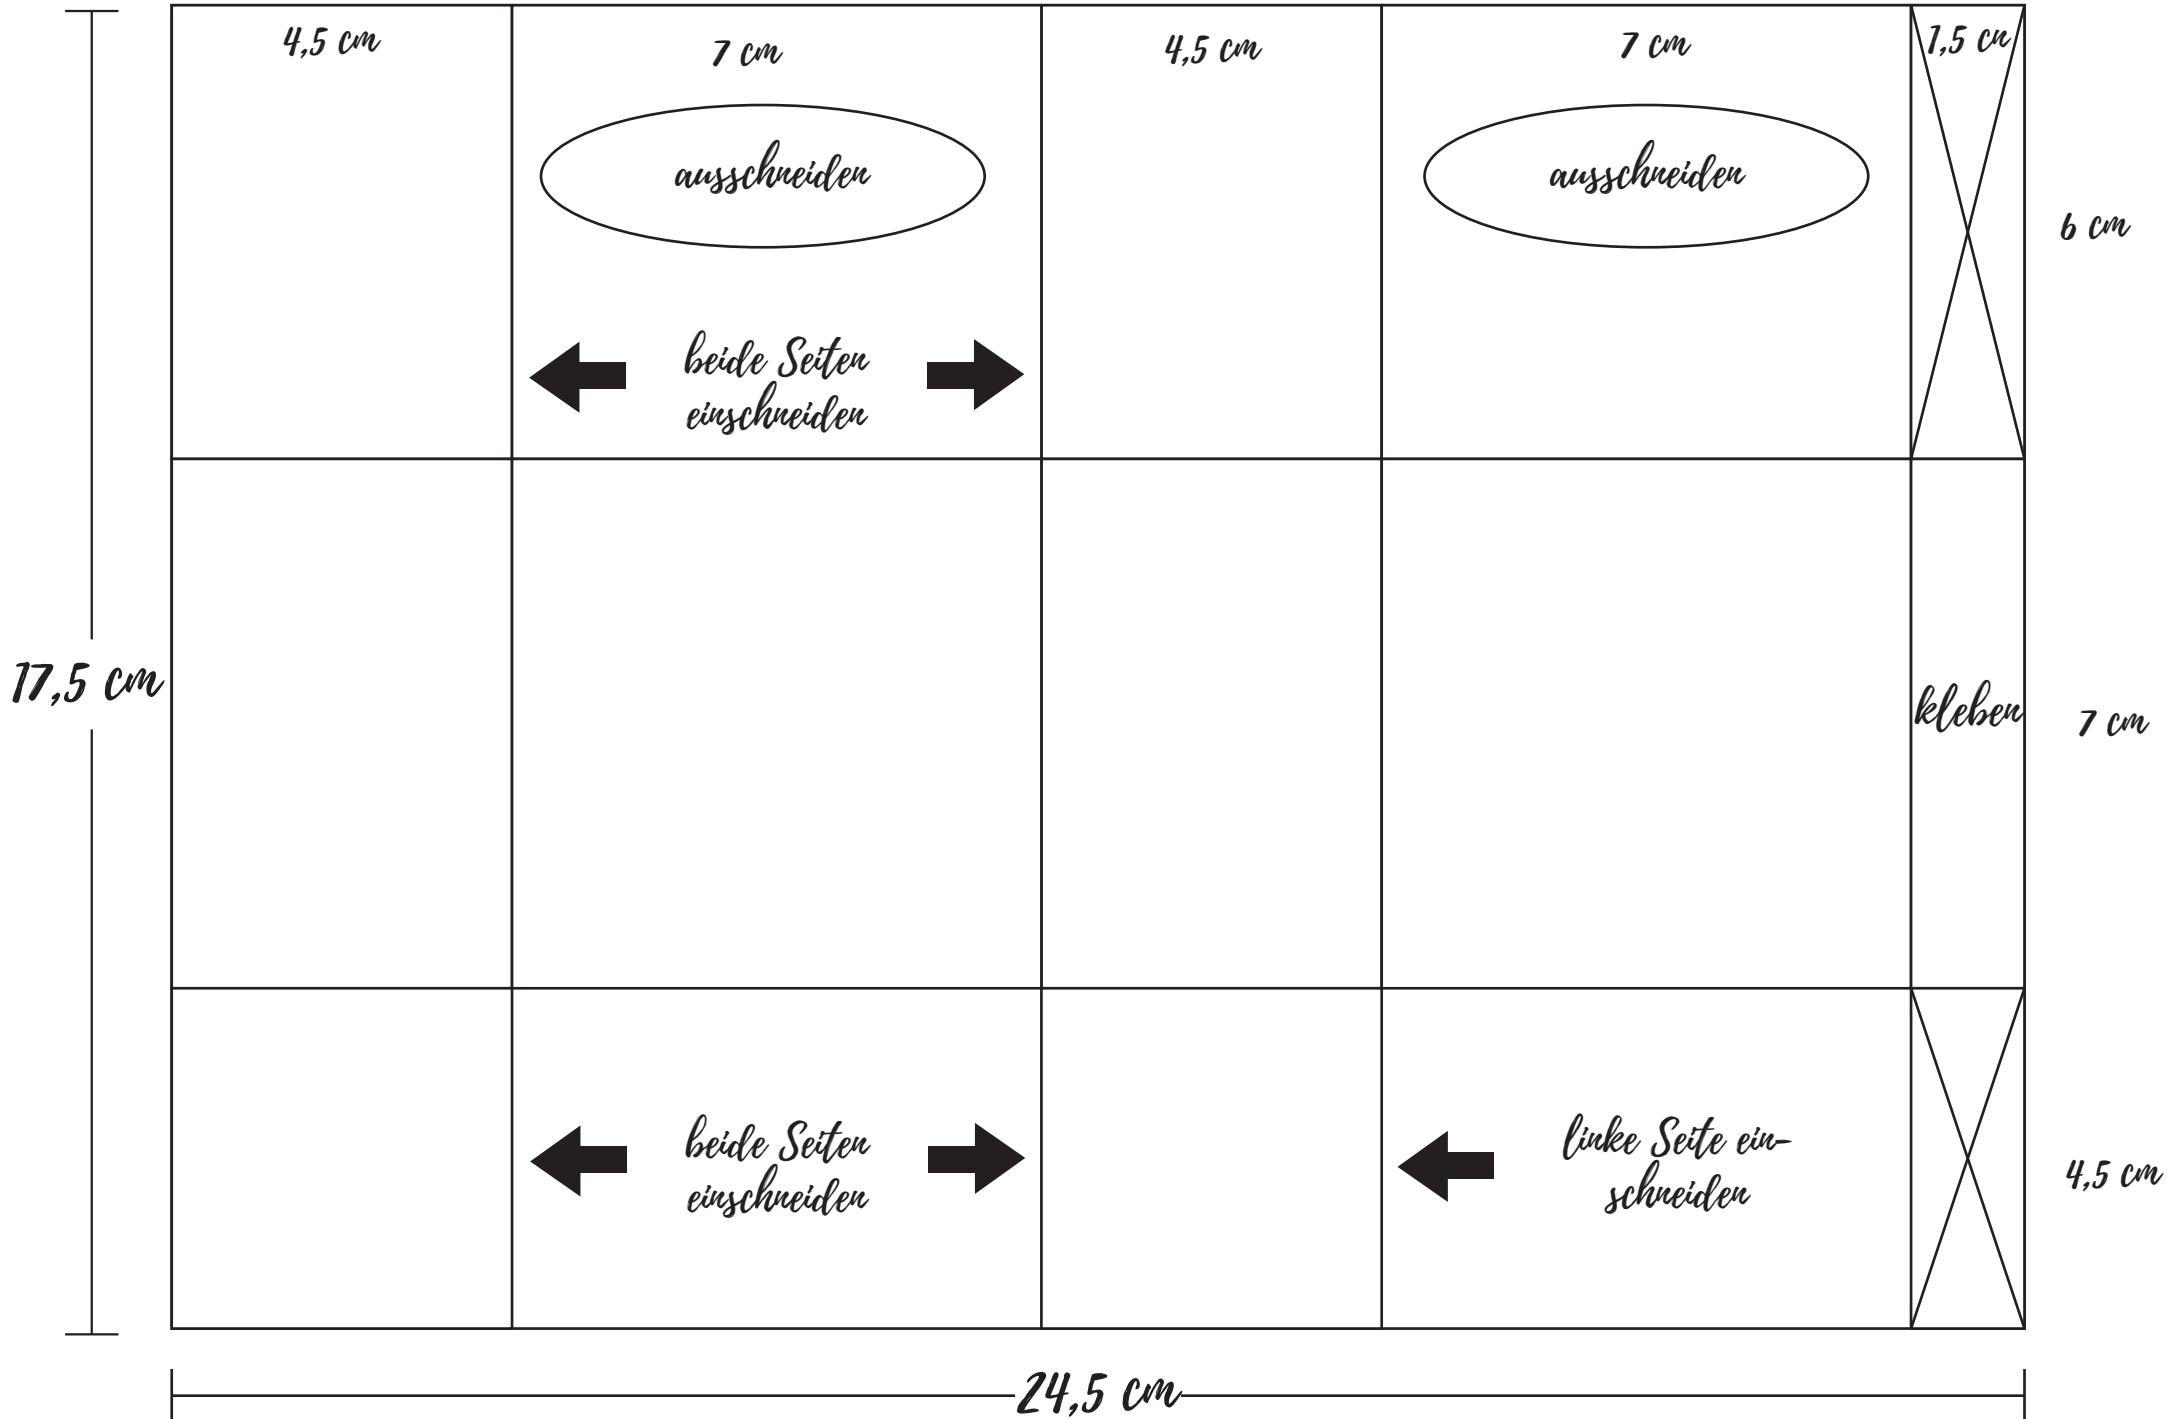 4,5 cm
7 cm
4,5 cm
7 cm
1,5 cn
ausschneiden
ausschneiden
6 cm
beide Seiten
einschneiden
17,5 cm
kleben
7 cm
beide Seiten
einschneiden
linke Seite ein-
schneiden
4,5 cm
24,5 cm